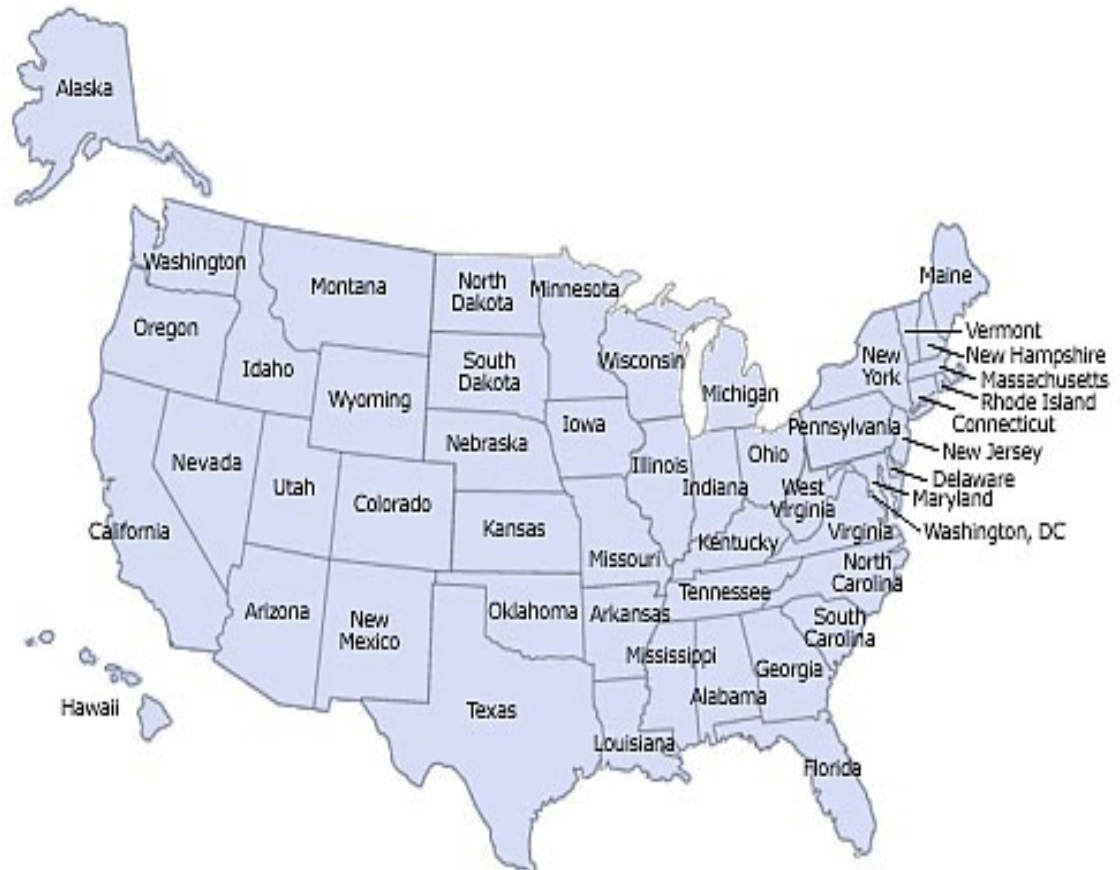 Alaska
Washington
Montana
North
Dakota
Minnesota
Maine
Oregon
Idaho
Wyoming
South
Dakota
Wisconsin
Michigan
New
York
Vermont
New Hampshire
Massachusetts
Rhode Island
Connecticut
Nevada
Utah
Colorado
Nebraska
Iowa
Illinois
Indiana
Ohio
Pennsylvania
New Jersey
Delaware
Maryland
Washington, DC
California
Kansas
Missouri
Kentucky
West
Virginia
Virginia
Arizona
New
Mexico
Oklahoma
Arkansas
Tennessee
North
Carolina
South
Carolina
Hawaii
Texas
Louisiana
Mississippi
Alabama
Georgia
Florida